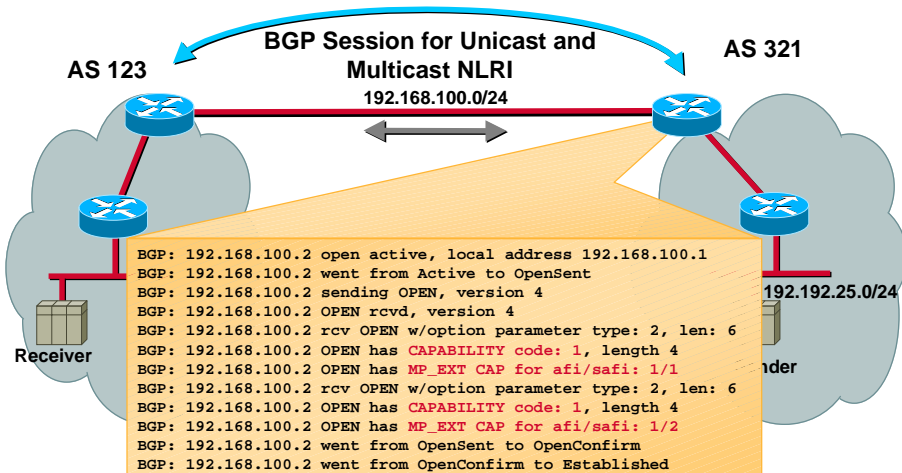 BGP Session for Unicast and
Multicast NLRI
AS 123
AS 321
192.168.100.0/24
BGP: 192.168.100.2 open active, local address 192.168.100.1
BGP: 192.168.100.2 went from Active to OpenSent
BGP: 192.168.100.2 sending OPEN, version 4
BGP: 192.168.100.2 OPEN rcvd, version 4
BGP: 192.168.100.2 rcv OPEN w/option parameter type: 2, len: 6
BGP: 192.168.100.2 OPEN has CAPABILITY code: 1, length 4
BGP: 192.168.100.2 OPEN has MP_EXT CAP for afi/safi: 1/1
BGP: 192.168.100.2 rcv OPEN w/option parameter type: 2, len: 6
BGP: 192.168.100.2 OPEN has CAPABILITY code: 1, length 4
BGP: 192.168.100.2 OPEN has MP_EXT CAP for afi/safi: 1/2
BGP: 192.168.100.2 went from OpenSent to OpenConfirm
BGP: 192.168.100.2 went from OpenConfirm to Established
192.192.25.0/24
Receiver